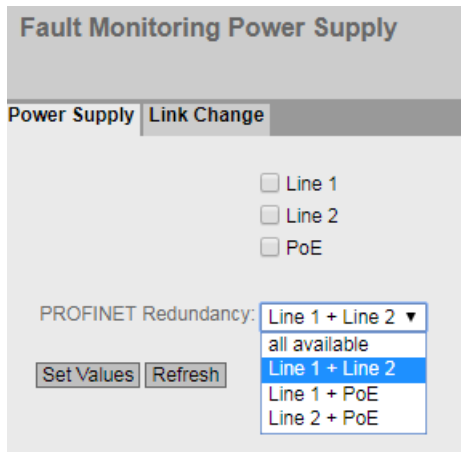 Fault Monitoring Power Supply
Power Supply Link Change
Line 1
Line 2
PoE
PROFINET Redundancy: Line 1 + Line 2
all available
Line 1 + Line 2
Line 1 + PoE
Line 2 + PoE
Set Values Refresh